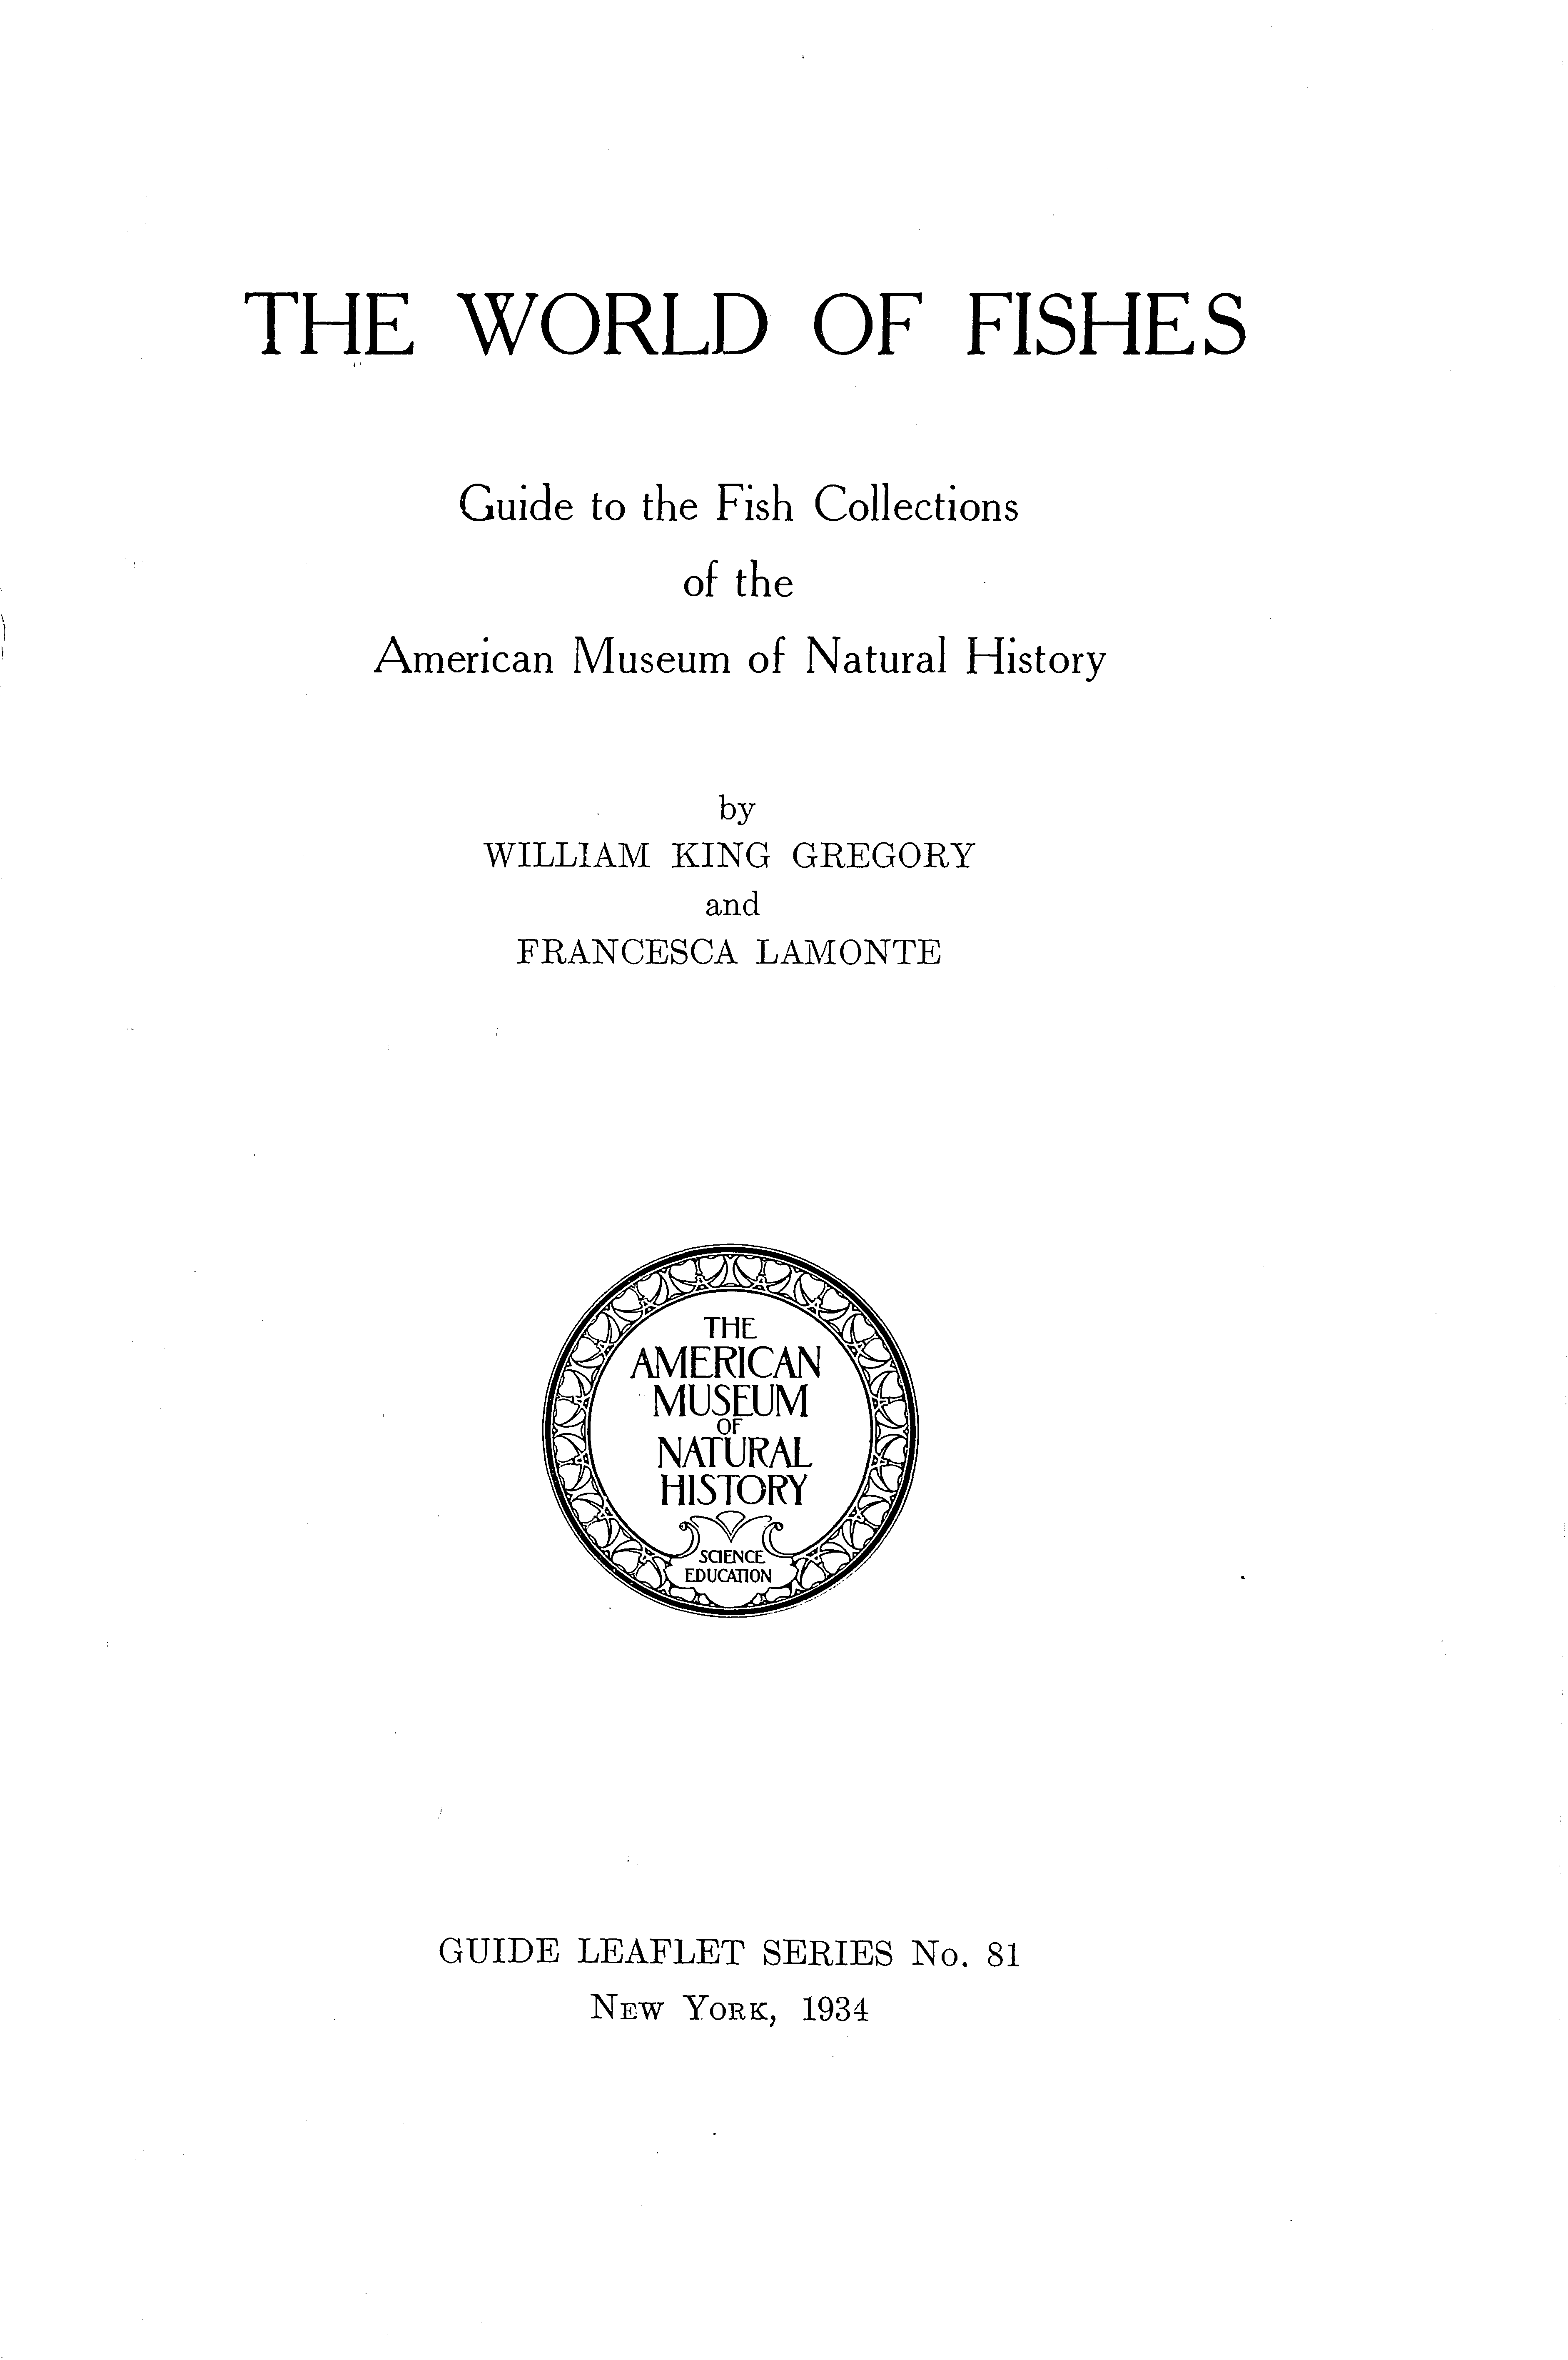 THE WORLD OF FISHES
Guide to the Fish Collections
of the
American Museum of Natural History
by
WILLIAM KING GREGORY
and
FRANCESCA LAMONTE
THE
AMERICAN
MUSEUM
OF
NATURAL
HISTORY
SCIENCE
EDUCATION
GUIDE LEAFLET SERIES No. 81
NEW YORK, 1934